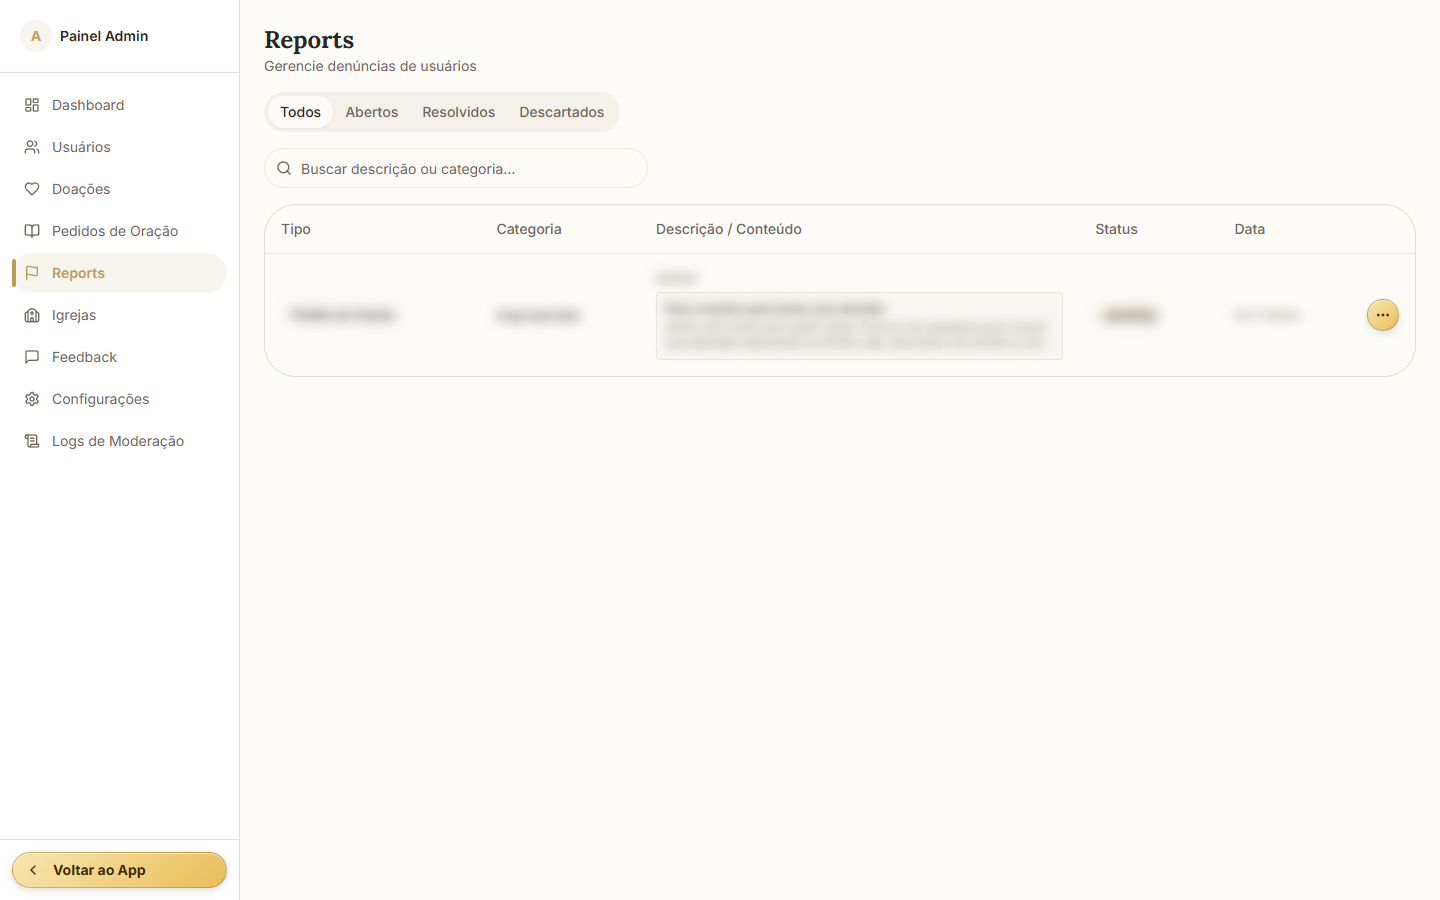 A Painel Admin
Dashboard
Usuários
Doações
Pedidos de Oração
Reports
Igrejas
Feedback
Configurações
Logs de Moderação
Voltar ao App
Reports
Gerencie denúncias de usuários
Todos Abertos Resolvidos Descartados
Buscar descrição ou categoria...
Tipo Categoria Descrição / Conteúdo Status Data